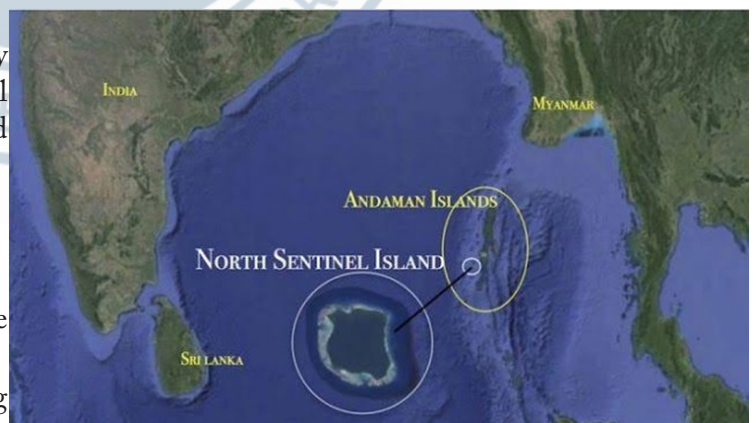 INDIA
MYANMAR
ANDAMAN ISLANDS
NORTH SENTINEL ISLAND
SRI LANKA